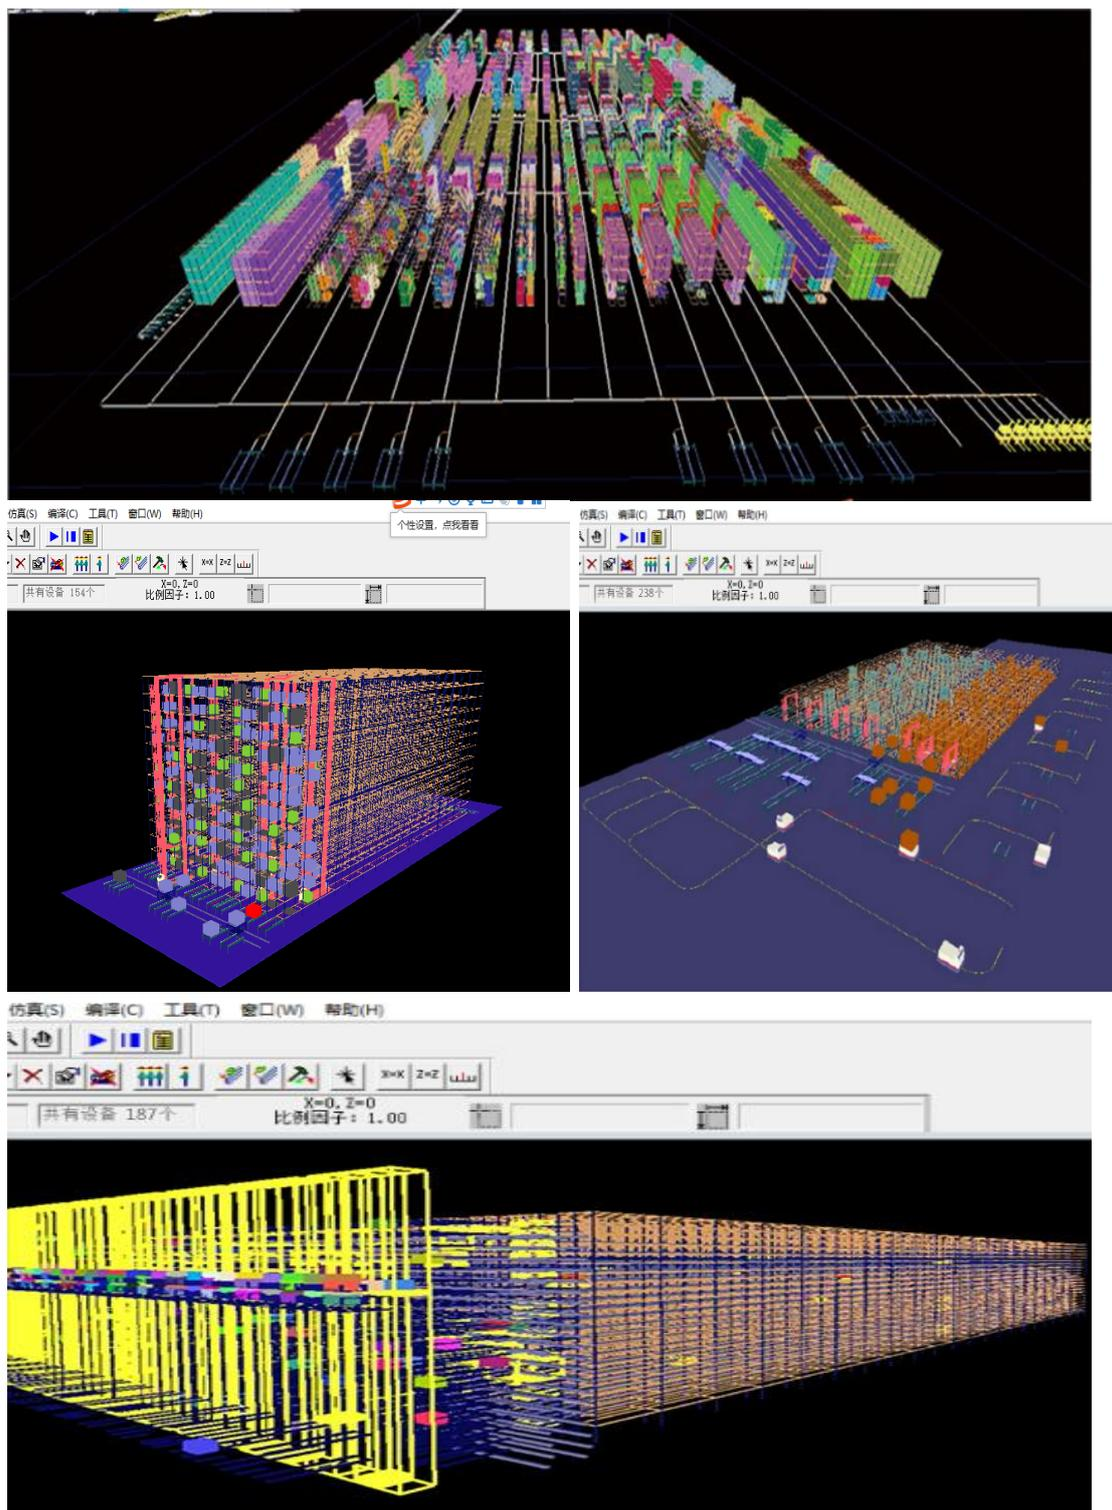 仿真(S) 编译(C) 工具(T) 窗口(W) 帮助(H)
个性设置，点我看看
X=X Z=Z
共有设备 154个
X=0,Z=0
比例因子: 1.00
仿真(S) 编译(C) 工具(T) 窗口(W) 帮助(H)
X=X Z=Z
共有设备 238个
X=0,Z=0
比例因子: 1.00
仿真(S) 编译(C) 工具(T) 窗口(W) 帮助(H)
X=X Z=Z
共有设备 187个
X=0,Z=0
比例因子: 1.00